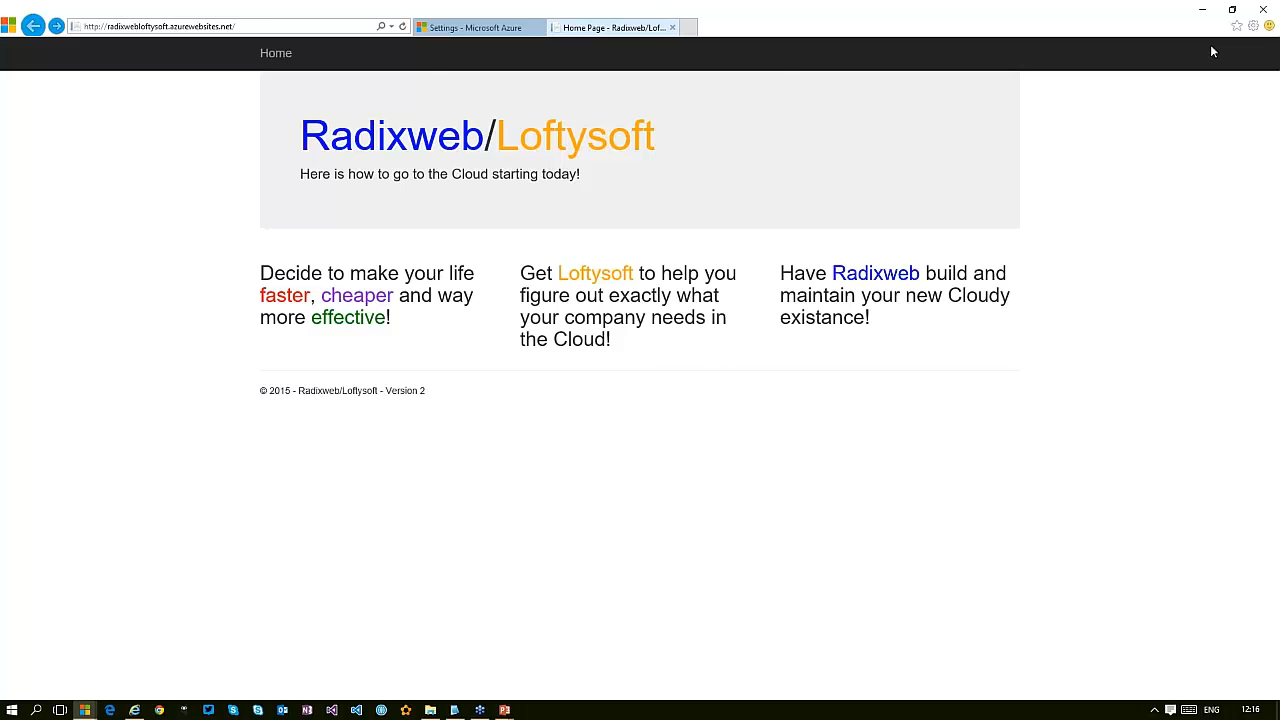 http://radixwebloftysoft.azurewebsites.net/
Settings - Microsoft Azure
Home Page - Radixweb/Lof...
Home
Radixweb/Loftysoft
Here is how to go to the Cloud starting today!
Decide to make your life
faster, cheaper and way
more effective!
Get Loftysoft to help you
figure out exactly what
your company needs in
the Cloud!
Have Radixweb build and
maintain your new Cloudy
existance!
© 2015 - Radixweb/Loftysoft - Version 2
ENG
12:16